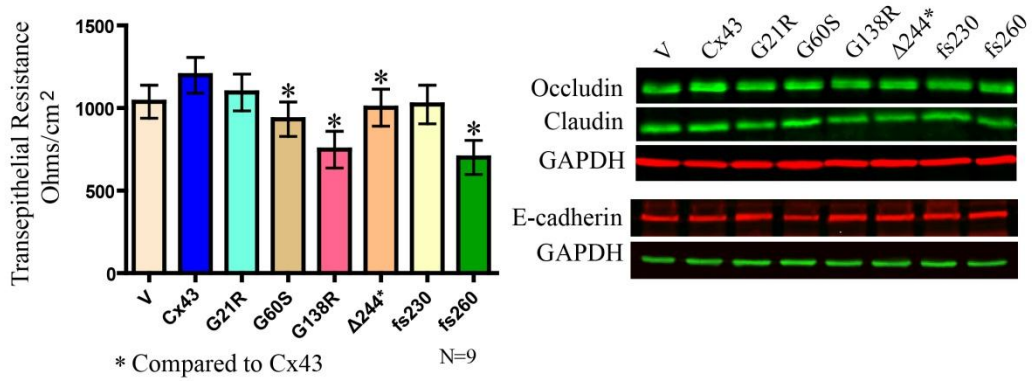 Transepithelial Resistance
Ohms/cm2
1500
1000
500
0
* * * *
V Cx43 G21R G60S G138R Δ244* fs230 fs260
* Compared to Cx43
N=9
V Cx43 G21R G60S G138R Δ244* fs230 fs260
Occludin
Claudin
GAPDH
E-cadherin
GAPDH